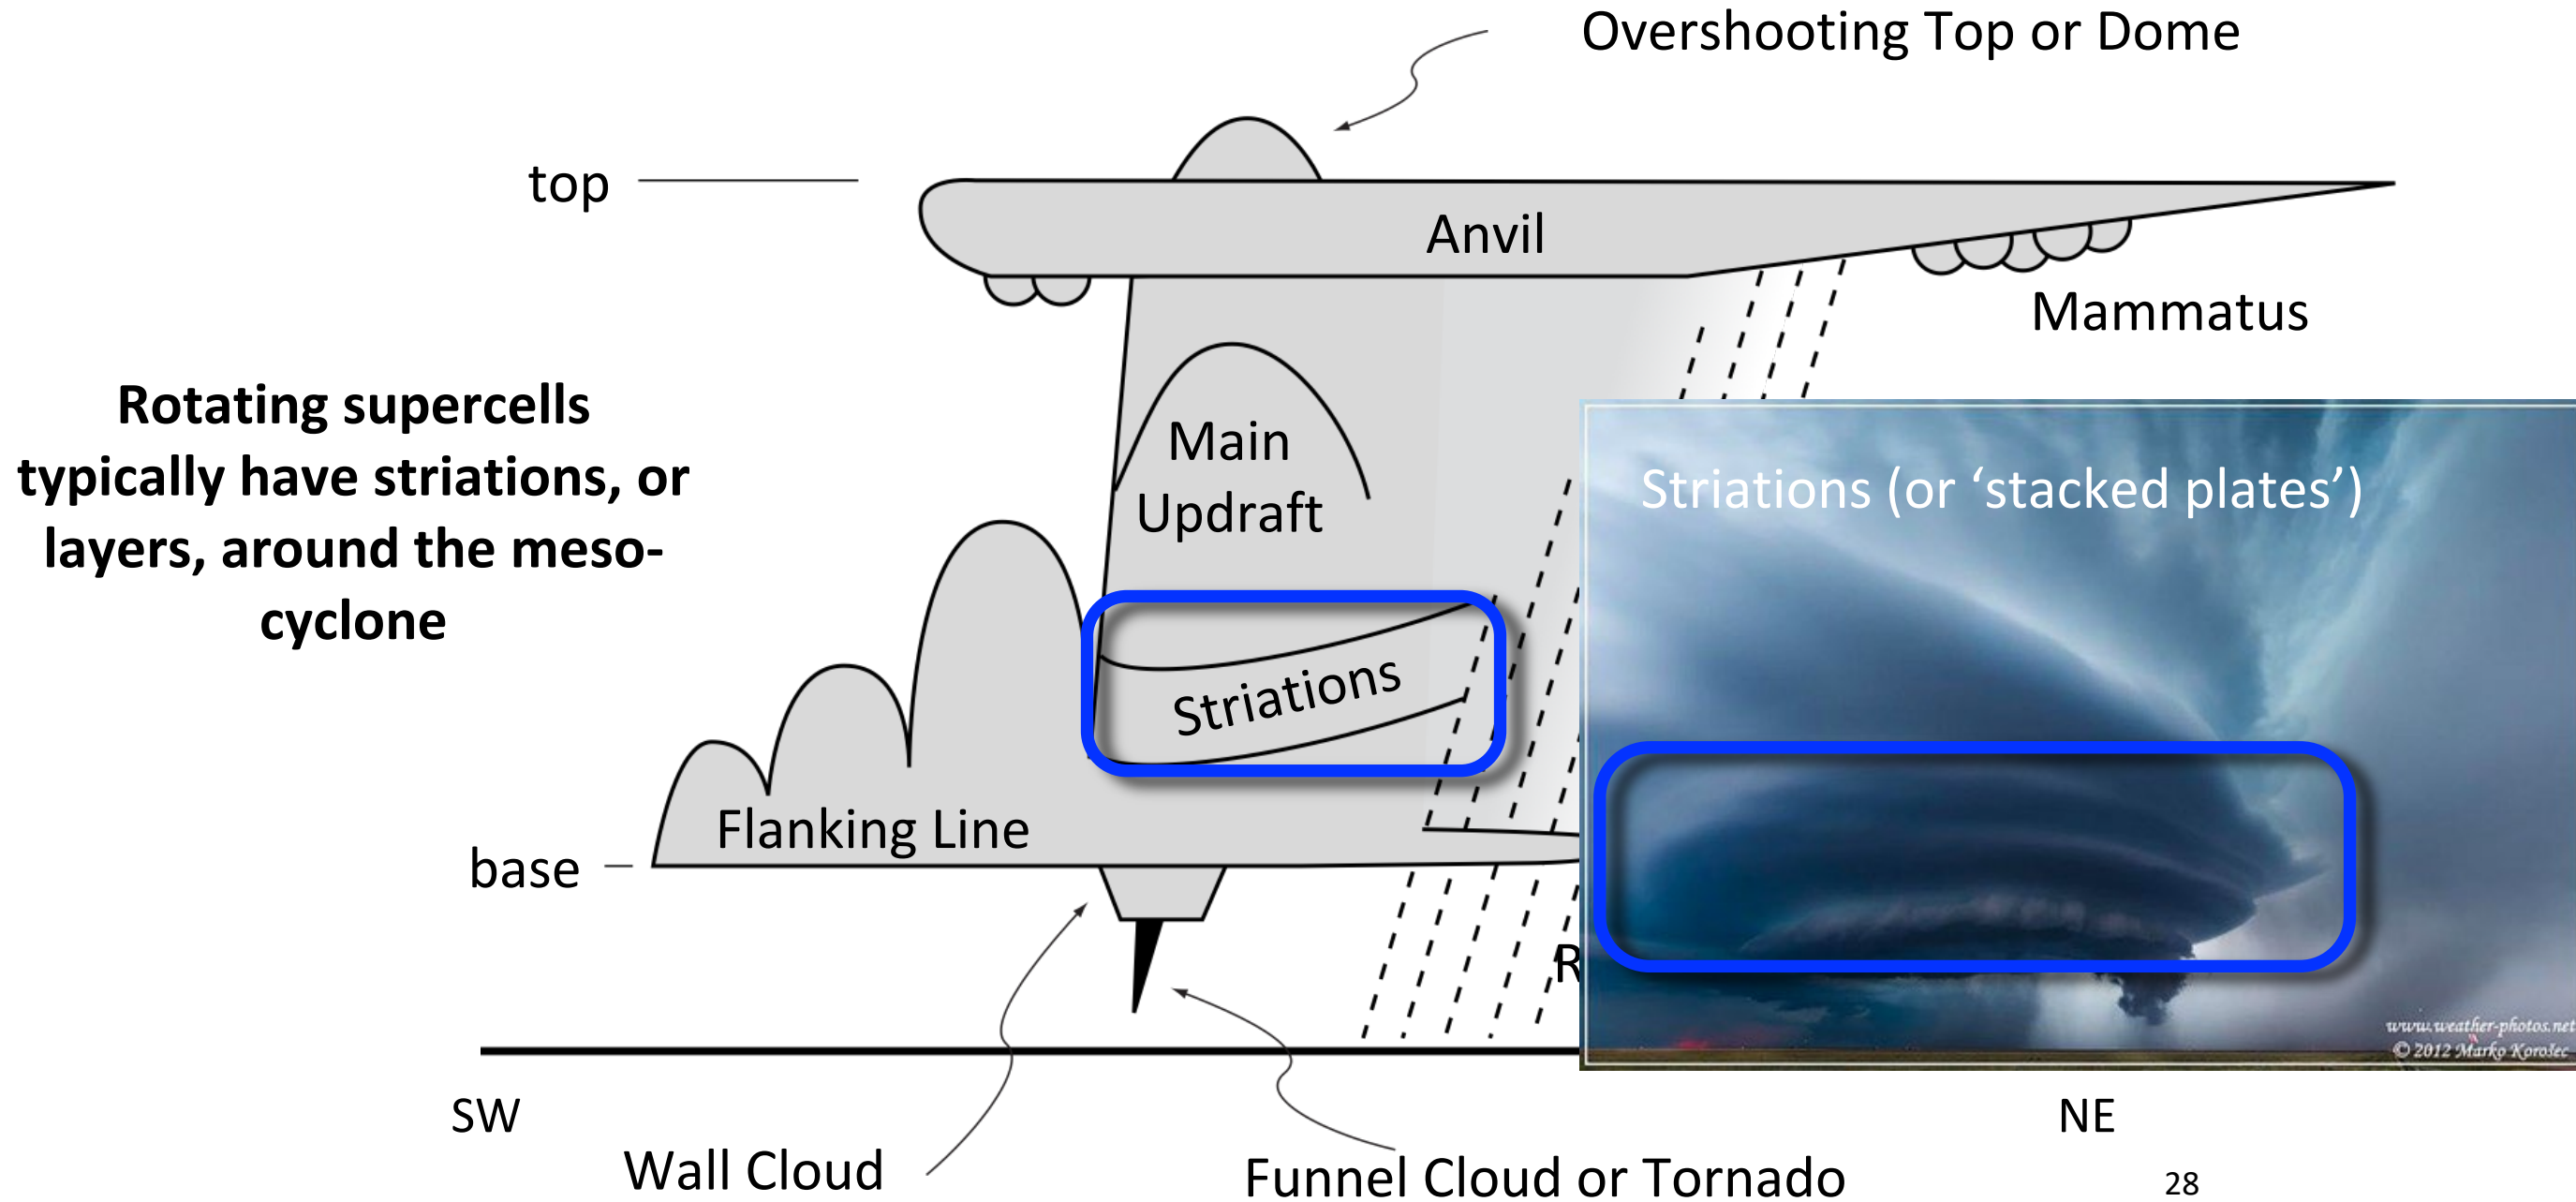 Overshooting Top or Dome
top
Anvil
Mammatus
Rotating supercells
typically have striations, or
layers, around the meso-
cyclone
Main
Updraft
Striations (or ‘stacked plates’)
Striations
Flanking Line
base
R
www.weather-photos.net
© 2012 Marko Korošec
SW
NE
Wall Cloud
Funnel Cloud or Tornado
28